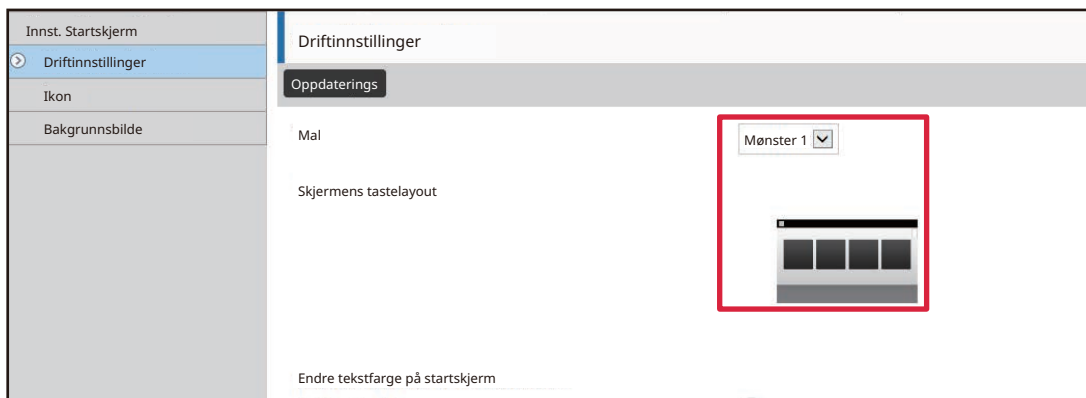 Innst. Startskjerm
Driftinnstillinger
Ikon
Bakgrunnsbilde
Driftinnstillinger
Oppdaterings
Mal
Mønster 1
Skjermens tastelayout
Endre tekstfarge på startskjerm